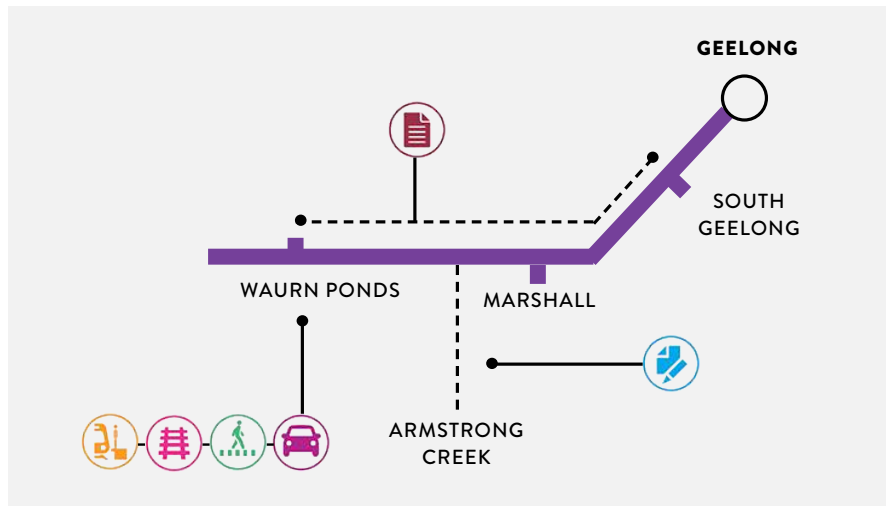 GEELONG
SOUTH
GEELONG
WAURN PONDS
MARSHALL
ARMSTRONG
CREEK